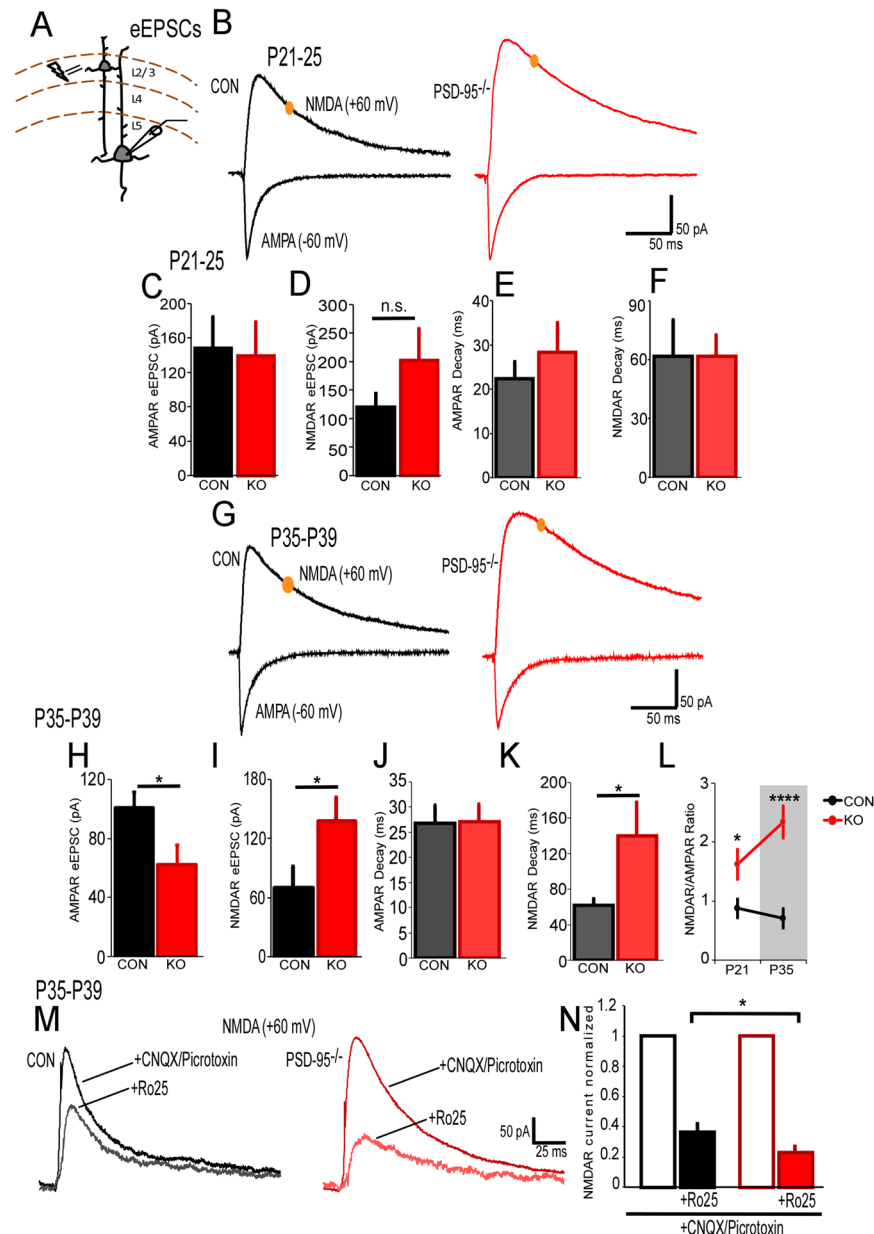 A
eEPSCs
L2/3
L4
L5
B
P21-25
CON
NMDA (+60 mV)
AMPA (-60 mV)
PSD-95-/-
50 pA
50 ms
P21-25
C
AMPAR eEPSC (pA)
200
160
120
80
40
0
CON
KO
D
NMDAR eEPSC (pA)
300
250
200
150
100
50
0
n.s.
CON
KO
E
AMPAR Decay (ms)
40
30
20
10
0
CON
KO
F
NMDAR Decay (ms)
90
60
30
0
CON
KO
G
P35-P39
CON
NMDA (+60 mV)
AMPA (-60 mV)
PSD-95-/-
50 pA
50 ms
P35-P39
H
AMPAR eEPSC (pA)
120
80
40
0
*
CON
KO
I
NMDAR eEPSC (pA)
180
120
60
0
*
CON
KO
J
AMPAR Decay (ms)
35
30
25
20
15
10
5
0
CON
KO
K
NMDAR Decay (ms)
200
160
120
80
40
0
*
CON
KO
L
NMDAR/AMPAR Ratio
3
2
1
0
*
****
P21
P35
CON
KO
P35-P39
M
NMDA (+60 mV)
CON
+CNQX/Picrotoxin
+Ro25
PSD-95-/-
+CNQX/Picrotoxin
+Ro25
50 pA
25 ms
N
NMDAR current normalized
1.2
1
0.8
0.6
0.4
0.2
0
*
+Ro25
+Ro25
+CNQX/Picrotoxin